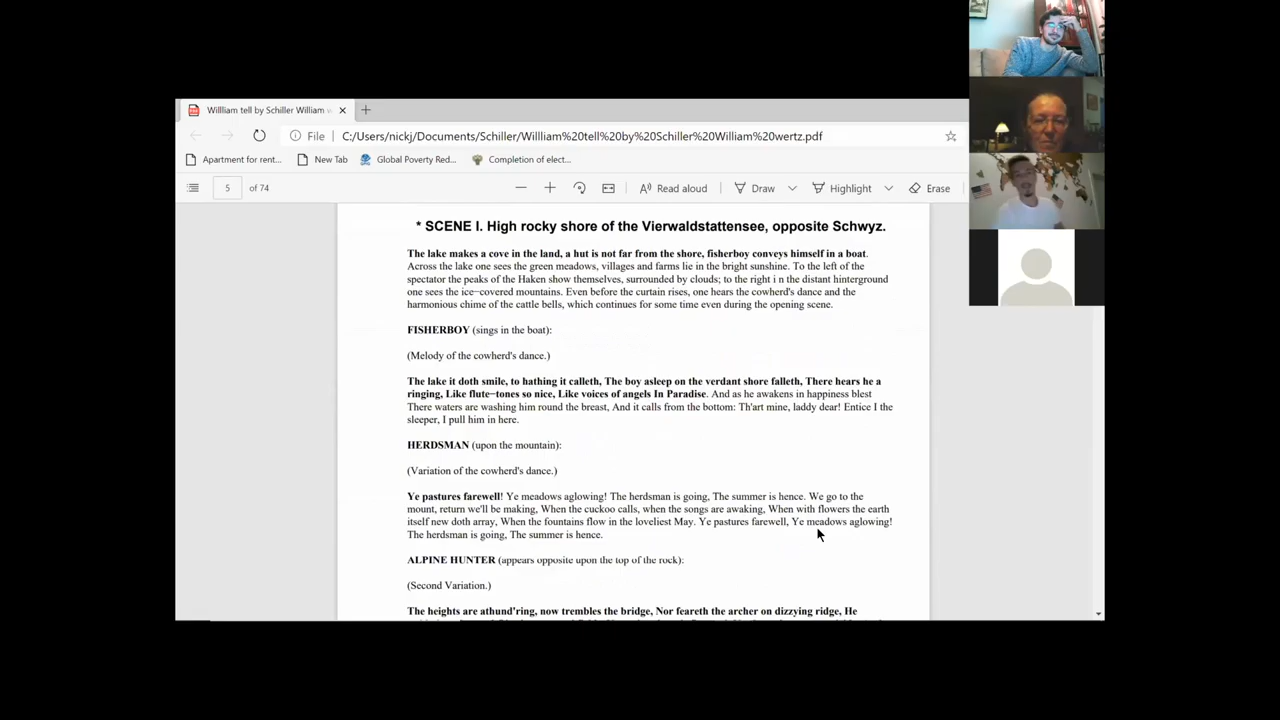 Willliam tell by Schiller William w
File C:/Users/nickj/Documents/Schiller/Willliam%20tell%20by%20Schiller%20William%20wertz.pdf
Apartment for rent... New Tab Global Poverty Red... Completion of elect...
5 of 74 Read aloud Draw Highlight Erase
* SCENE I. High rocky shore of the Vierwaldstattensee, opposite Schwyz.
The lake makes a cove in the land, a hut is not far from the shore, fisherboy conveys himself in a boat.
Across the lake one sees the green meadows, villages and farms lie in the bright sunshine. To the left of the
spectator the peaks of the Haken show themselves, surrounded by clouds; to the right i n the distant hinterground
one sees the ice−covered mountains. Even before the curtain rises, one hears the cowherd's dance and the
harmonious chime of the cattle bells, which continues for some time even during the opening scene.
FISHERBOY (sings in the boat):
(Melody of the cowherd's dance.)
The lake it doth smile, to hathing it calleth, The boy asleep on the verdant shore falleth, There hears he a
ringing, Like flute−tones so nice, Like voices of angels In Paradise. And as he awakens in happiness blest
There waters are washing him round the breast, And it calls from the bottom: Th'art mine, laddy dear! Entice I the
sleeper, I pull him in here.
HERDSMAN (upon the mountain):
(Variation of the cowherd's dance.)
Ye pastures farewell! Ye meadows aglowing! The herdsman is going, The summer is hence. We go to the
mount, return we'll be making, When the cuckoo calls, when the songs are awaking, When with flowers the earth
itself new doth array, When the fountains flow in the loveliest May. Ye pastures farewell, Ye meadows aglowing!
The herdsman is going, The summer is hence.
ALPINE HUNTER (appears opposite upon the top of the rock):
(Second Variation.)
The heights are athund'ring, now trembles the bridge, Nor feareth the archer on dizzying ridge, He